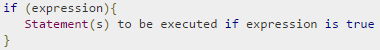 if (expression){
   Statement(s) to be executed if expression is true
}